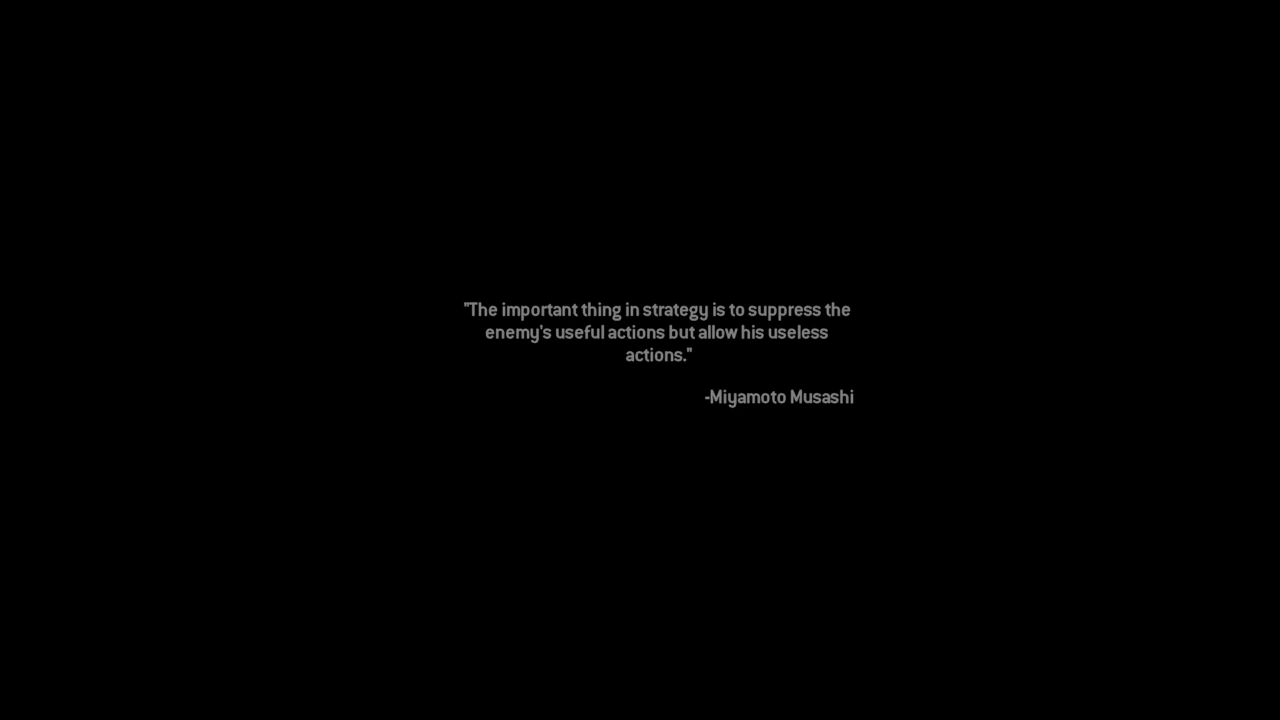 "The important thing in strategy is to suppress the
enemy's useful actions but allow his useless
actions."
-Miyamoto Musashi